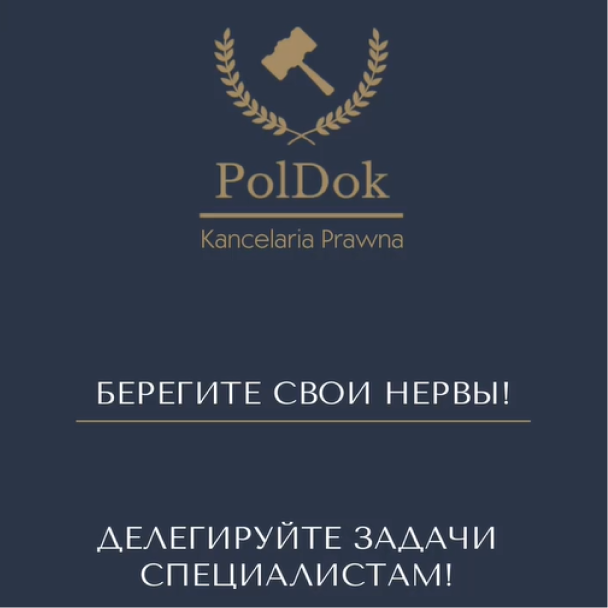 PolDok
Kancelaria Prawna
БЕРЕГИТЕ СВОИ НЕРВЫ!
ДЕЛЕГИРУЙТЕ ЗАДАЧИ
СПЕЦИАЛИСТАМ!